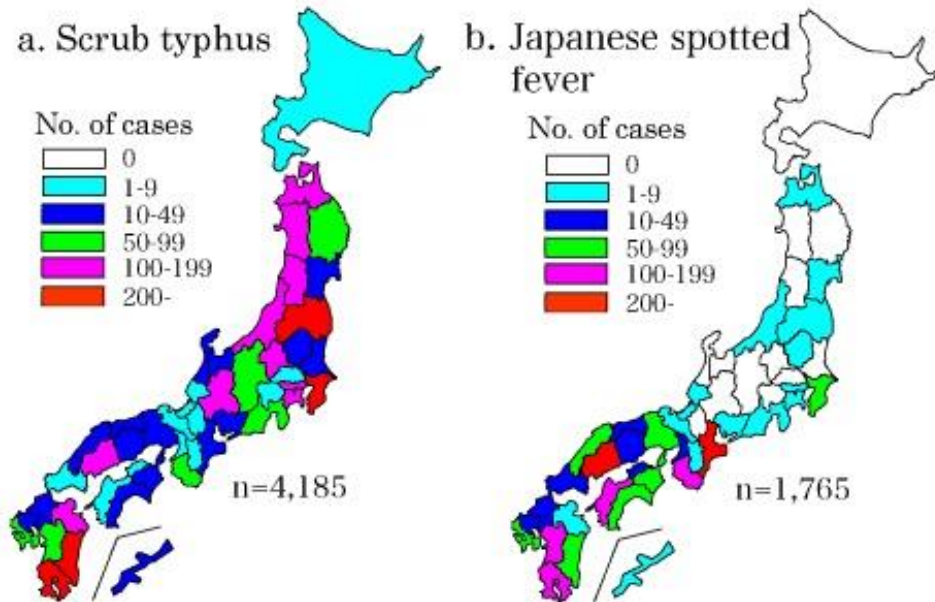 a. Scrub typhus
No. of cases
0
1-9
10-49
50-99
100-199
200-
n=4,185
b. Japanese spotted
fever
No. of cases
0
1-9
10-49
50-99
100-199
200-
n=1,765